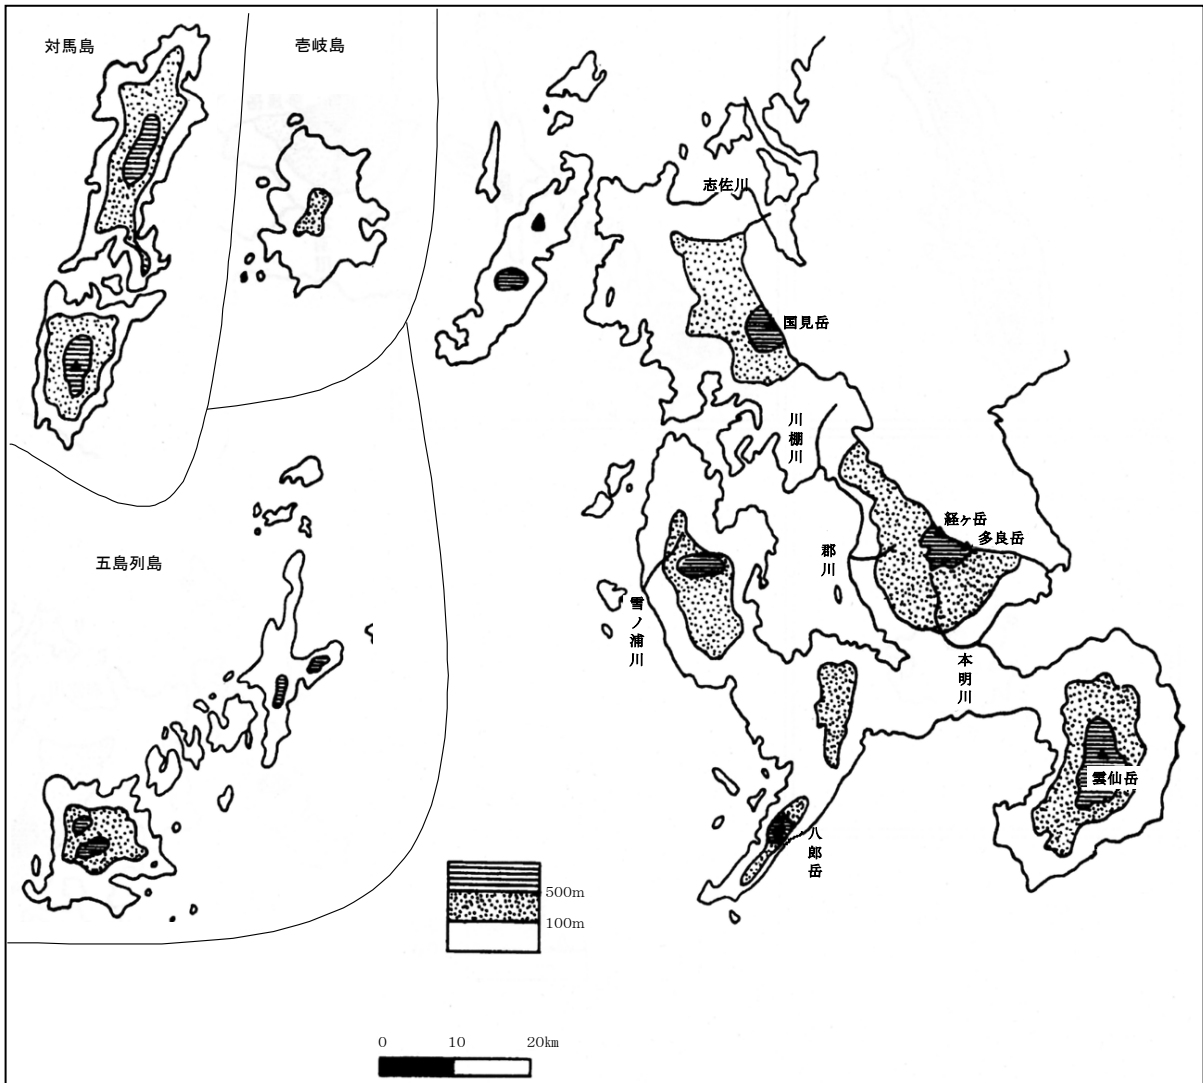 対馬島
壱岐島
志佐川
国見岳
川棚川
経ヶ岳
多良岳
五島列島
郡川
雪ノ浦川
本明川
雲仙岳
八郎岳
500m
100m
0 10 20㎞